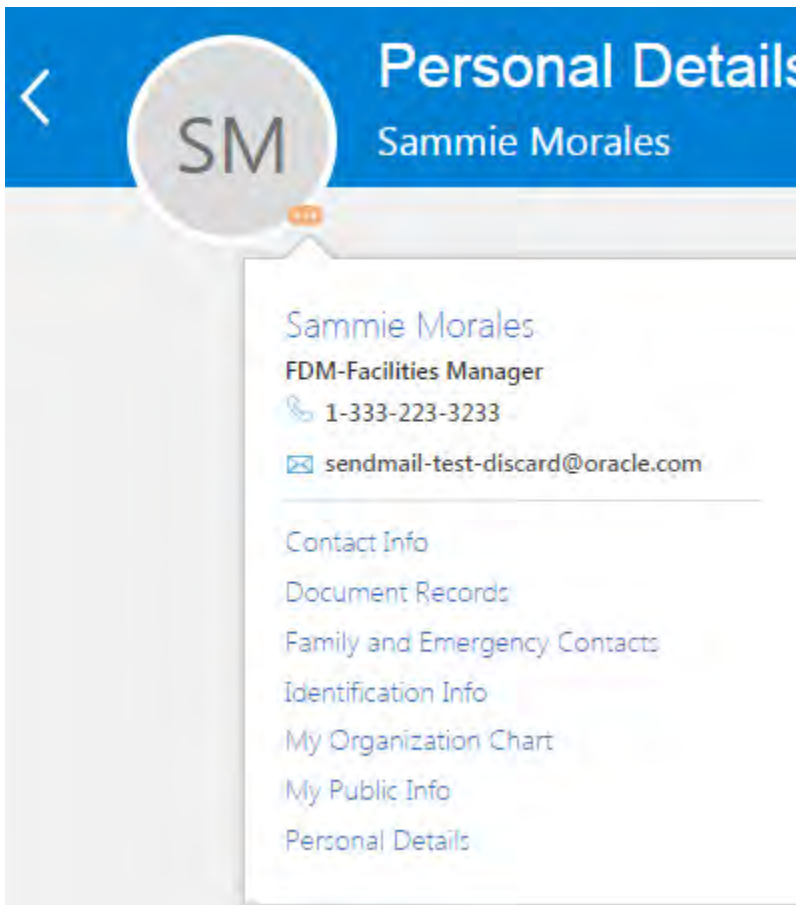 Personal Details
SM
Sammie Morales
Sammie Morales
FDM-Facilities Manager
1-333-223-3233
sendmail-test-discard@oracle.com
Contact Info
Document Records
Family and Emergency Contacts
Identification Info
My Organization Chart
My Public Info
Personal Details